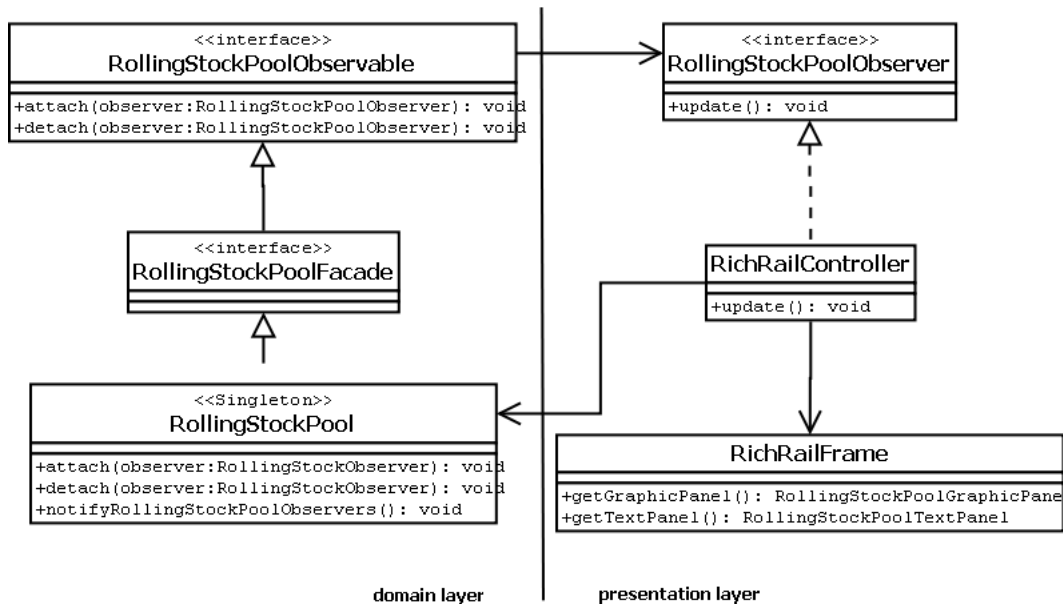 <<interface>>
RollingStockPoolObservable
+attach(observer:RollingStockPoolObserver): void
+detach(observer:RollingStockPoolObserver): void
<<interface>>
RollingStockPoolObserver
+update(): void
<<interface>>
RollingStockPoolFacade
RichRailController
+update(): void
<<Singleton>>
RollingStockPool
+attach(observer:RollingStockObserver): void
+detach(observer:RollingStockObserver): void
+notifyRollingStockPoolObservers(): void
RichRailFrame
+getGraphicPanel(): RollingStockPoolGraphicPane
+getTextPanel(): RollingStockPoolTextPanel
domain layer
presentation layer